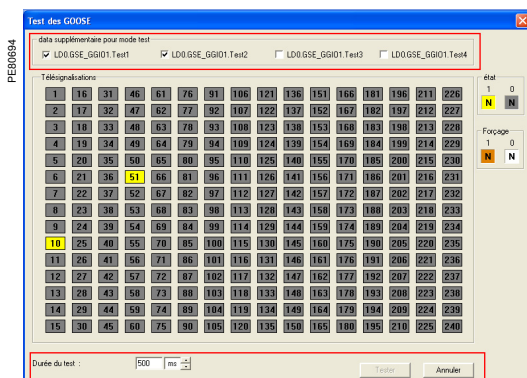 Test des GOOSE
PE80694
data supplémentaire pour mode test
LD0.GSE_GGIO1.Test1 LD0.GSE_GGIO1.Test2 LD0.GSE_GGIO1.Test3 LD0.GSE_GGIO1.Test4
Télésignalisations
1 16 31 46 61 76 91 106 121 136 151 166 181 196 211 226
2 17 32 47 62 77 92 107 122 137 152 167 182 197 212 227
3 18 33 48 63 78 93 108 123 138 153 168 183 198 213 228
4 19 34 49 64 79 94 109 124 139 154 169 184 199 214 229
5 20 35 50 65 80 95 110 125 140 155 170 185 200 215 230
6 21 36 51 66 81 96 111 126 141 156 171 186 201 216 231
7 22 37 52 67 82 97 112 127 142 157 172 187 202 217 232
8 23 38 53 68 83 98 113 128 143 158 173 188 203 218 233
9 24 39 54 69 84 99 114 129 144 159 174 189 204 219 234
10 25 40 55 70 85 100 115 130 145 160 175 190 205 220 235
11 26 41 56 71 86 101 116 131 146 161 176 191 206 221 236
12 27 42 57 72 87 102 117 132 147 162 177 192 207 222 237
13 28 43 58 73 88 103 118 133 148 163 178 193 208 223 238
14 29 44 59 74 89 104 119 134 149 164 179 194 209 224 239
15 30 45 60 75 90 105 120 135 150 165 180 195 210 225 240
état
1 0
N N
Forçage
1 0
N N
Durée du test : 500 ms Tester Annuler